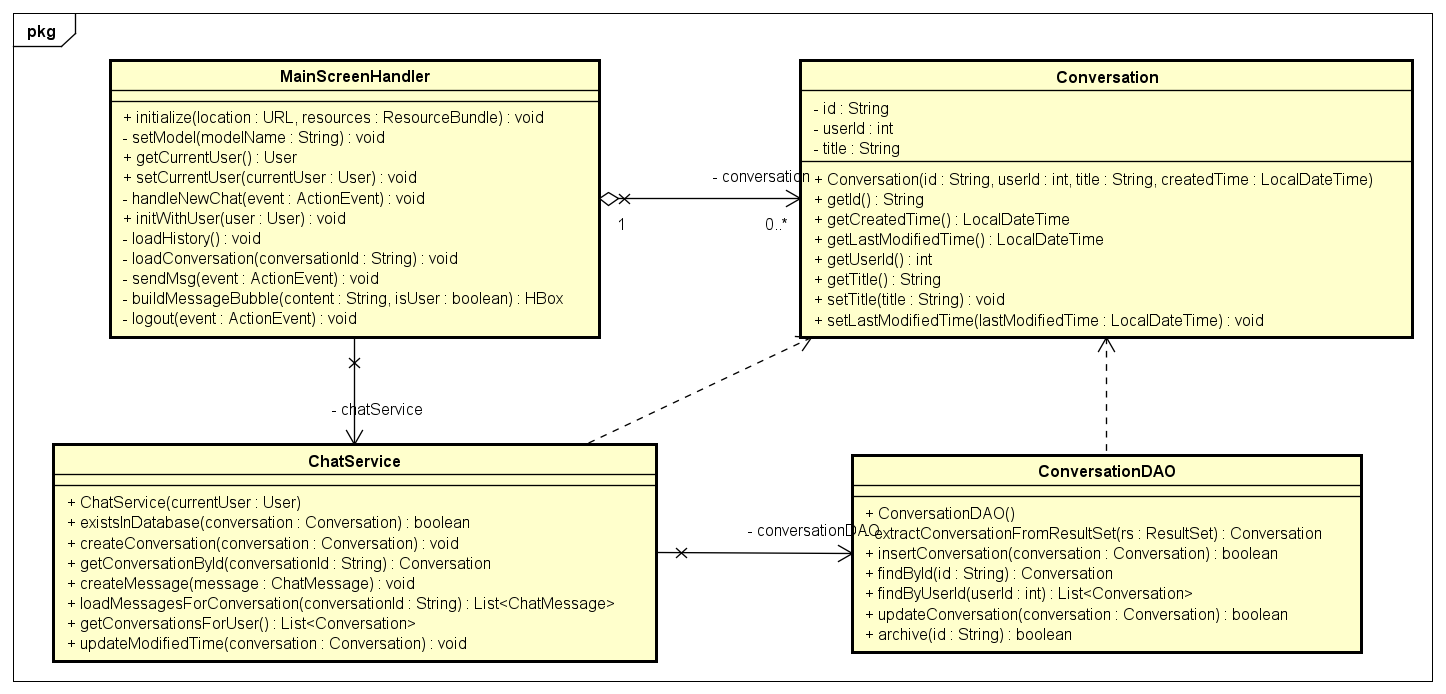 pkg
MainScreenHandler
+ initialize(location : URL, resources : ResourceBundle) : void
- setModel(modelName : String) : void
+ getCurrentUser() : User
+ setCurrentUser(currentUser : User) : void
- handleNewChat(event : ActionEvent) : void
+ initWithUser(user : User) : void
- loadHistory() : void
- loadConversation(conversationId : String) : void
- sendMsg(event : ActionEvent) : void
- buildMessageBubble(content : String, isUser : boolean) : HBox
- logout(event : ActionEvent) : void
- conversation
1
0..*
Conversation
- id : String
- userId : int
- title : String
+ Conversation(id : String, userId : int, title : String, createdTime : LocalDateTime)
+ getId() : String
+ getCreatedTime() : LocalDateTime
+ getLastModifiedTime() : LocalDateTime
+ getUserId() : int
+ getTitle() : String
+ setTitle(title : String) : void
+ setLastModifiedTime(lastModifiedTime : LocalDateTime) : void
- chatService
ChatService
+ ChatService(currentUser : User)
+ existsInDatabase(conversation : Conversation) : boolean
+ createConversation(conversation : Conversation) : void
+ getConversationById(conversationId : String) : Conversation
+ createMessage(message : ChatMessage) : void
+ loadMessagesForConversation(conversationId : String) : List<ChatMessage>
+ getConversationsForUser() : List<Conversation>
+ updateModifiedTime(conversation : Conversation) : void
- conversationDAO
ConversationDAO
+ ConversationDAO()
extractConversationFromResultSet(rs : ResultSet) : Conversation
+ insertConversation(conversation : Conversation) : boolean
+ findById(id : String) : Conversation
+ findByUserId(userId : int) : List<Conversation>
+ updateConversation(conversation : Conversation) : boolean
+ archive(id : String) : boolean